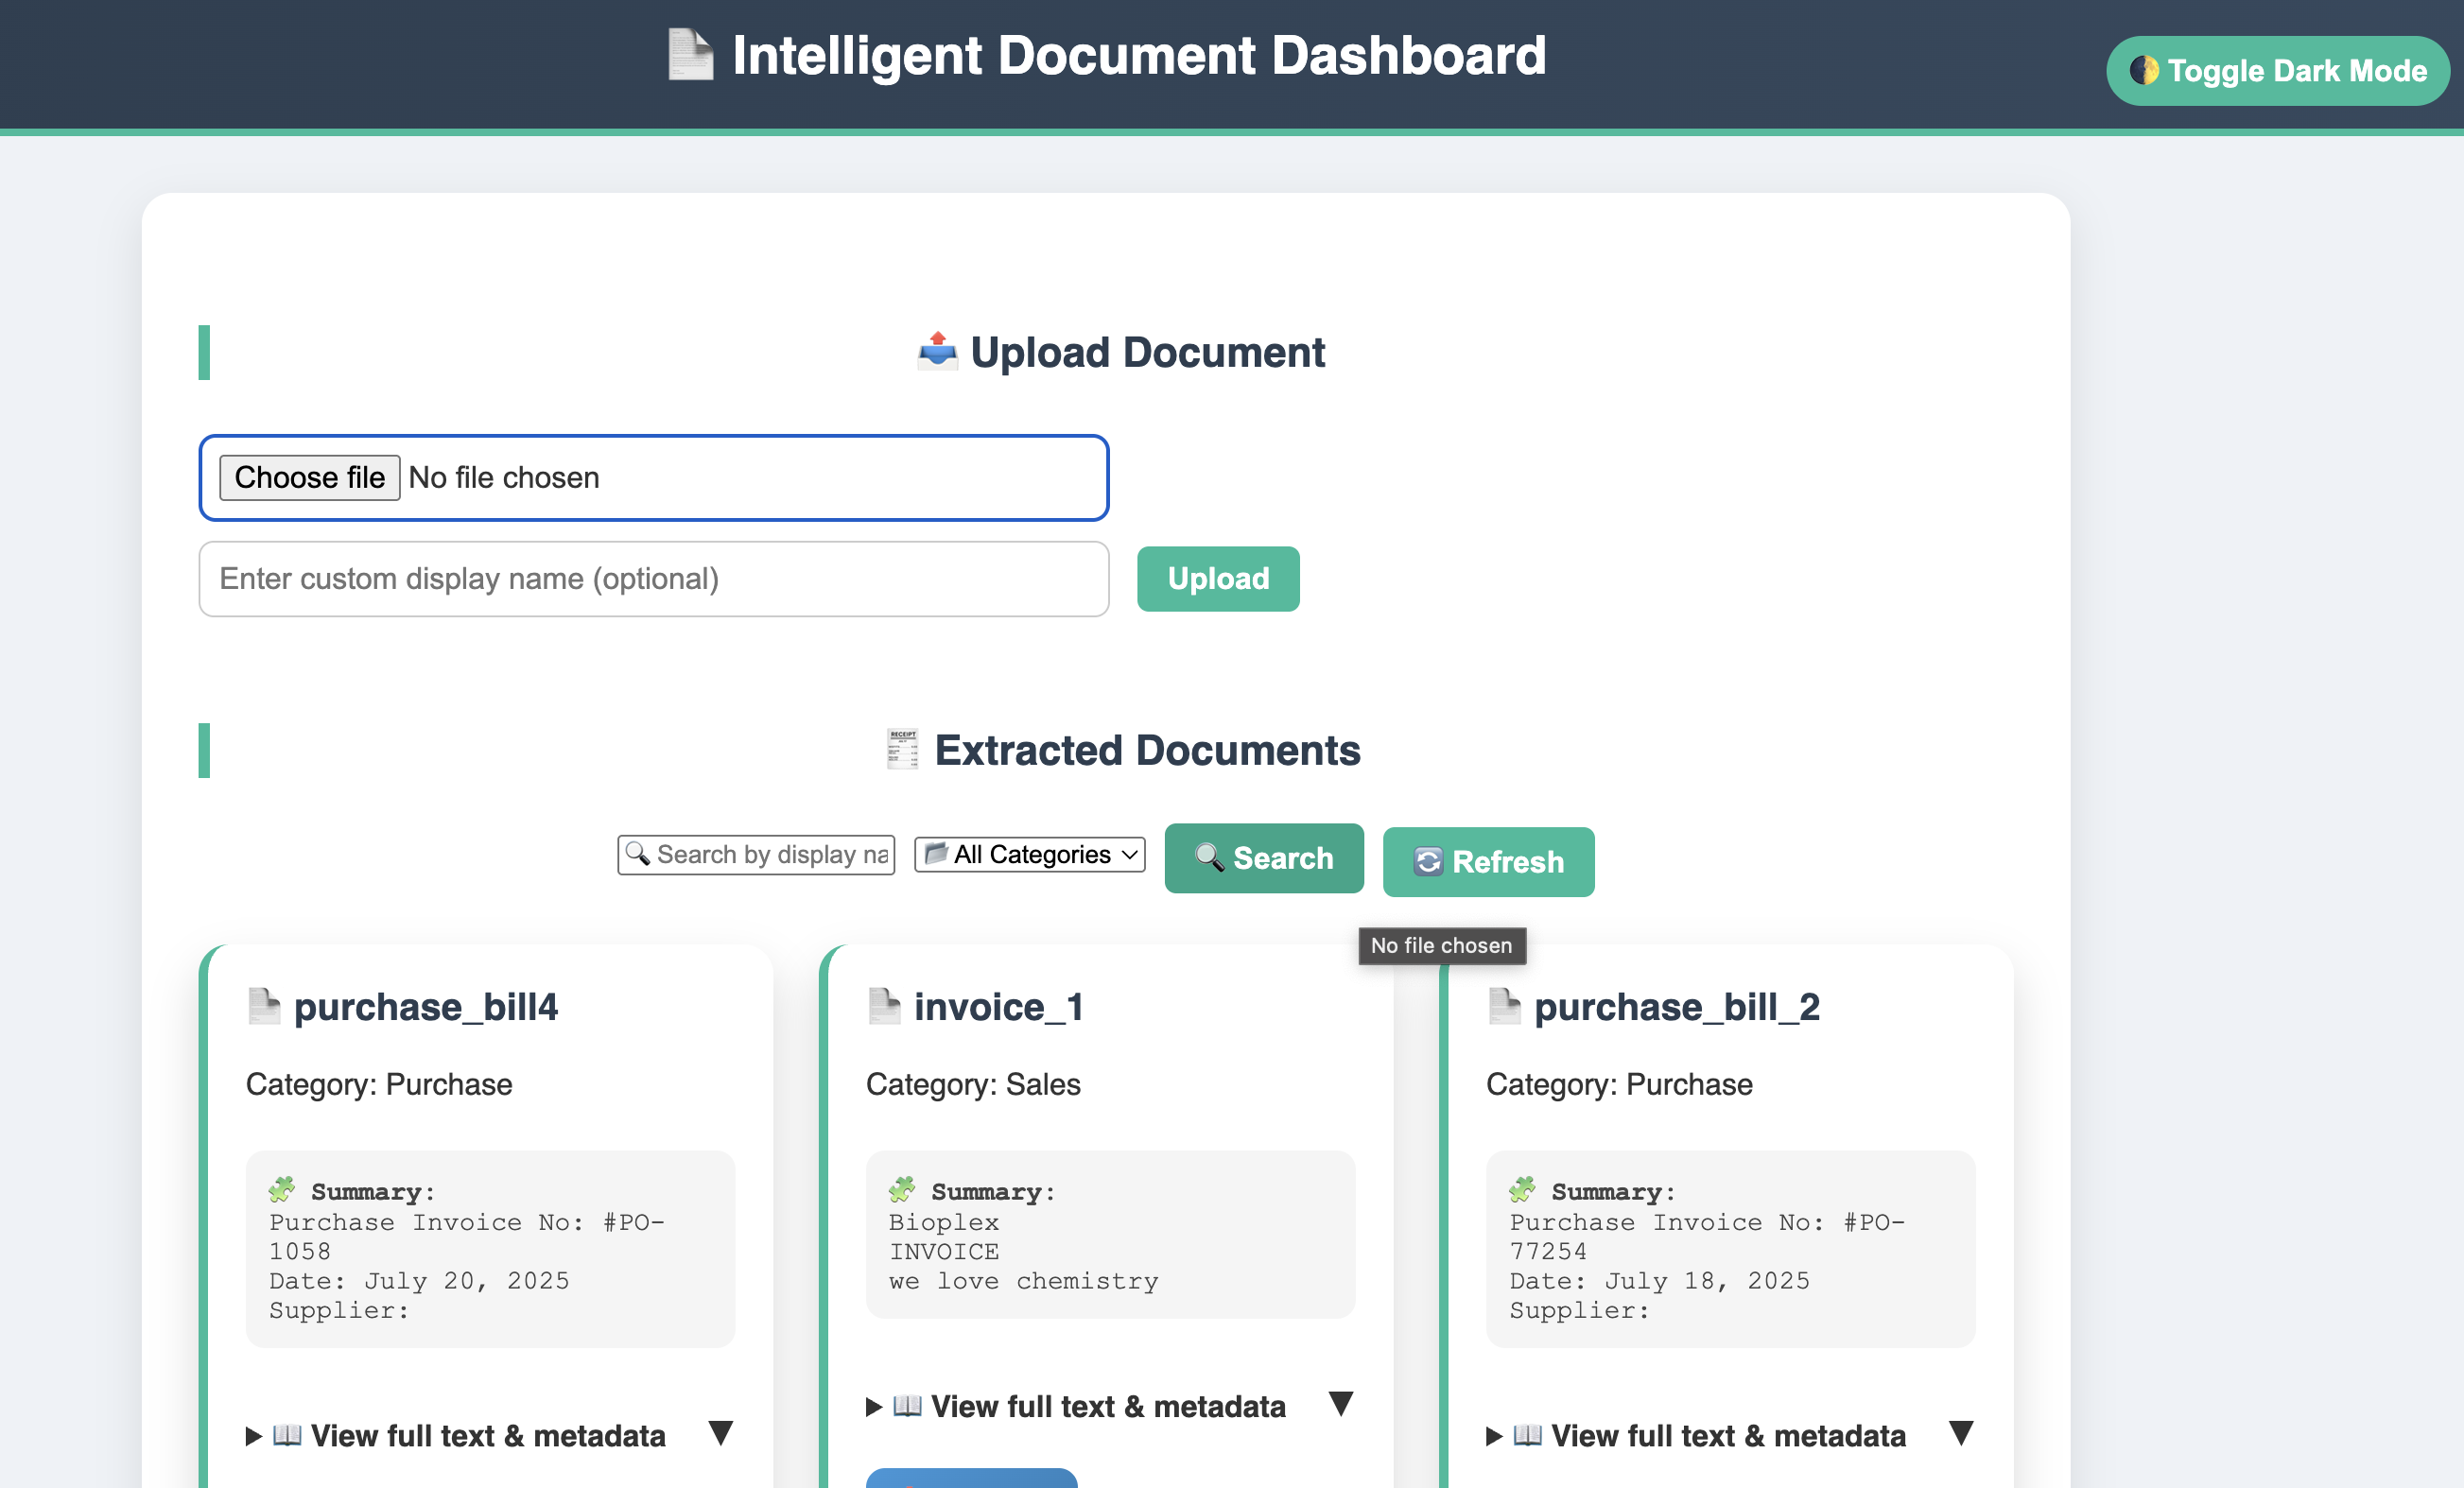 Intelligent Document Dashboard
Toggle Dark Mode
Upload Document
Choose file No file chosen
Enter custom display name (optional)
Upload
Extracted Documents
Search by display na
All Categories
Search
Refresh
No file chosen
purchase_bill4
Category: Purchase
Summary:
Purchase Invoice No: #PO-
1058
Date: July 20, 2025
Supplier:
View full text & metadata
invoice_1
Category: Sales
Summary:
Bioplex
INVOICE
we love chemistry
View full text & metadata
purchase_bill_2
Category: Purchase
Summary:
Purchase Invoice No: #PO-
77254
Date: July 18, 2025
Supplier:
View full text & metadata